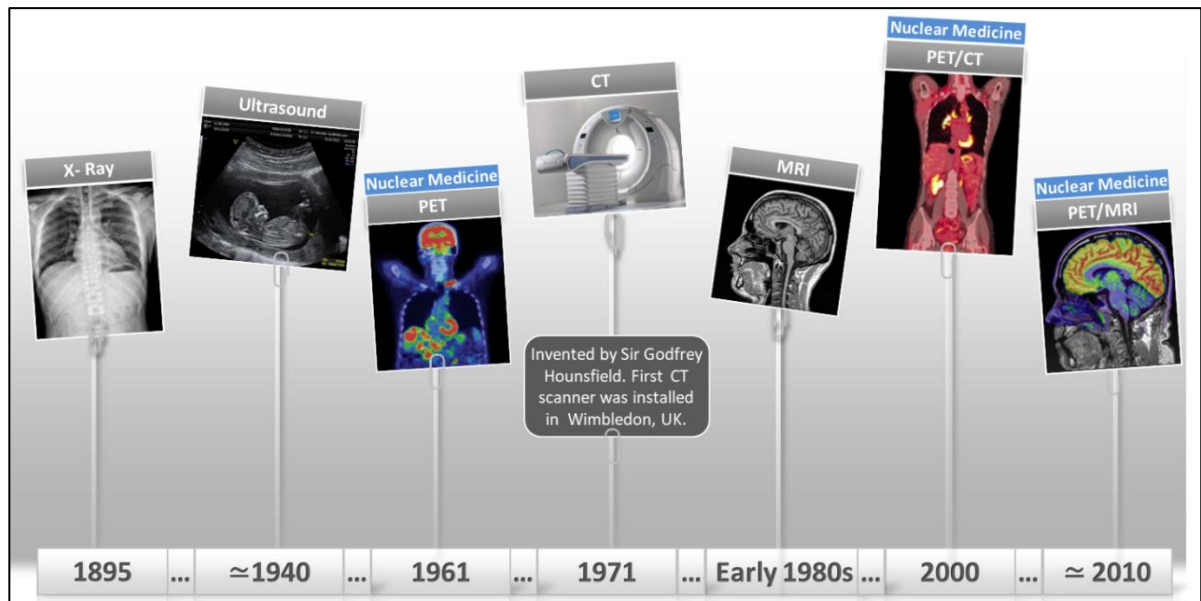 X- Ray
Ultrasound
Nuclear Medicine
PET
CT
Invented by Sir Godfrey
Hounsfield. First CT
scanner was installed
in Wimbledon, UK.
MRI
Nuclear Medicine
PET/CT
Nuclear Medicine
PET/MRI
1895 ... ≃1940 ... 1961 ... 1971 ... Early 1980s ... 2000 ... ≃ 2010